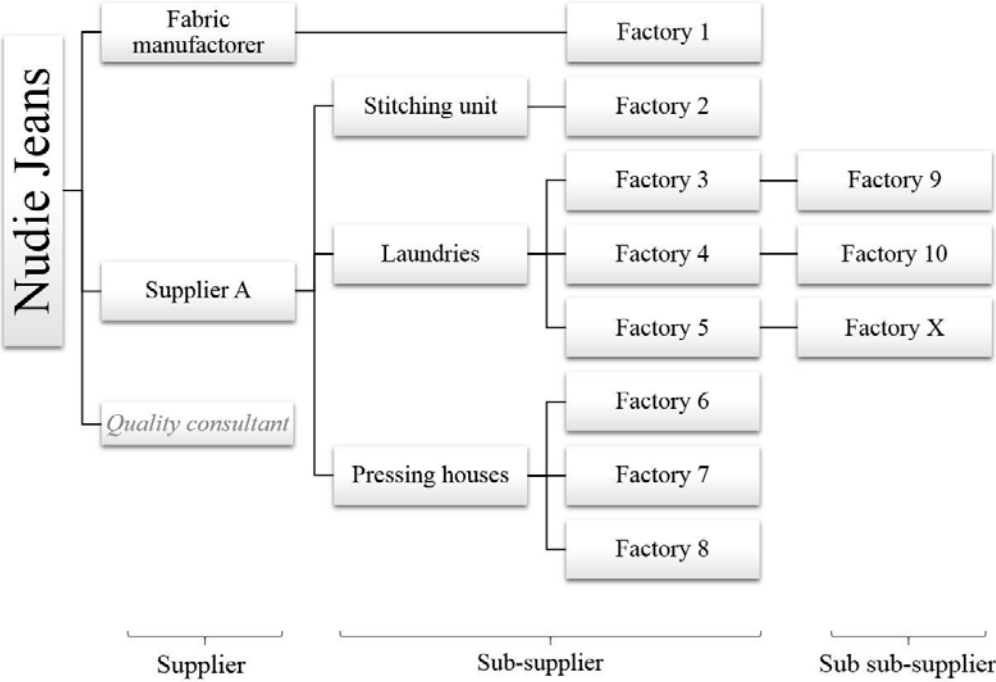 Nudie Jeans
Fabric
manufactorer
Factory 1
Stitching unit
Factory 2
Factory 3
Factory 9
Laundries
Factory 4
Factory 10
Supplier A
Factory 5
Factory X
Quality consultant
Factory 6
Pressing houses
Factory 7
Factory 8
Supplier
Sub-supplier
Sub sub-supplier